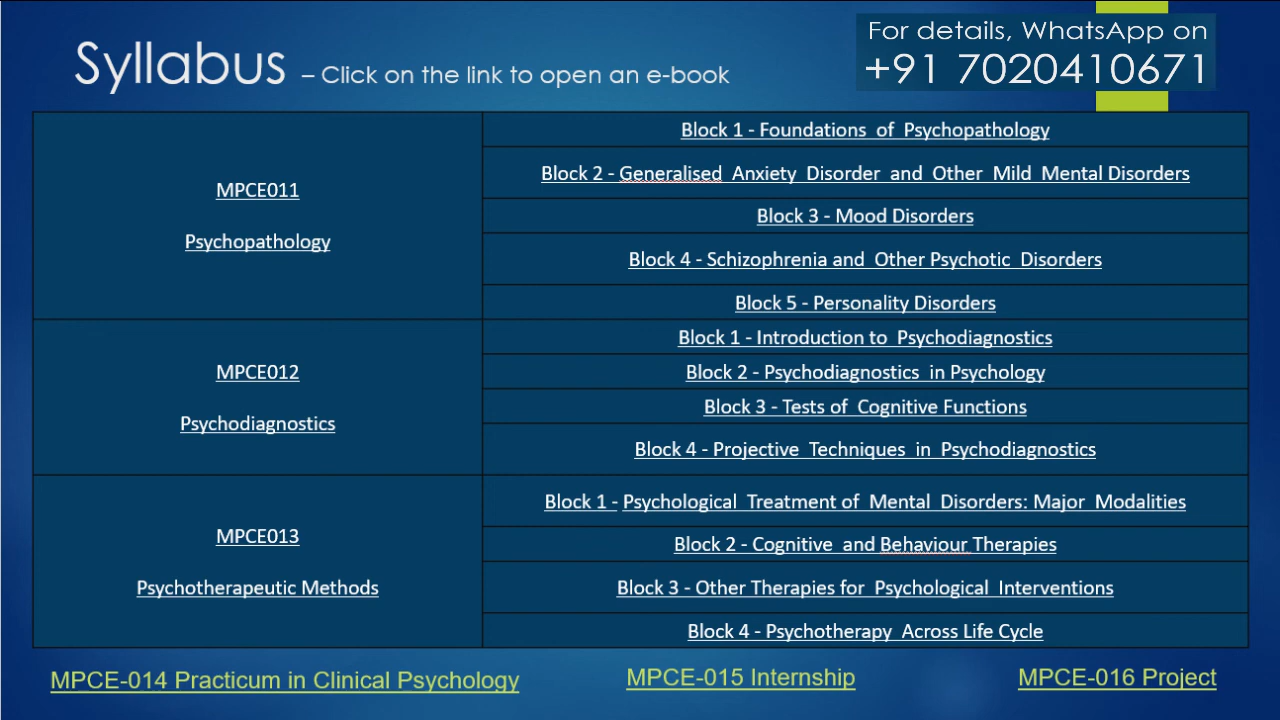 Syllabus – Click on the link to open an e-book
For details, WhatsApp on
+91 7020410671
MPCE011
Psychopathology
Block 1 - Foundations of Psychopathology
Block 2 - Generalised Anxiety Disorder and Other Mild Mental Disorders
Block 3 - Mood Disorders
Block 4 - Schizophrenia and Other Psychotic Disorders
Block 5 - Personality Disorders
MPCE012
Psychodiagnostics
Block 1 - Introduction to Psychodiagnostics
Block 2 - Psychodiagnostics in Psychology
Block 3 - Tests of Cognitive Functions
Block 4 - Projective Techniques in Psychodiagnostics
MPCE013
Psychotherapeutic Methods
Block 1 - Psychological Treatment of Mental Disorders: Major Modalities
Block 2 - Cognitive and Behaviour Therapies
Block 3 - Other Therapies for Psychological Interventions
Block 4 - Psychotherapy Across Life Cycle
MPCE-014 Practicum in Clinical Psychology
MPCE-015 Internship
MPCE-016 Project